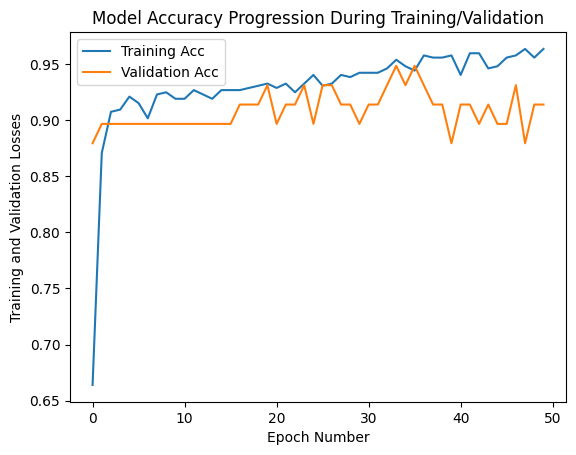 Model Accuracy Progression During Training/Validation
Training Acc
Validation Acc
Training and Validation Losses
0.95
0.90
0.85
0.80
0.75
0.70
0.65
0
10
20
30
40
50
Epoch Number